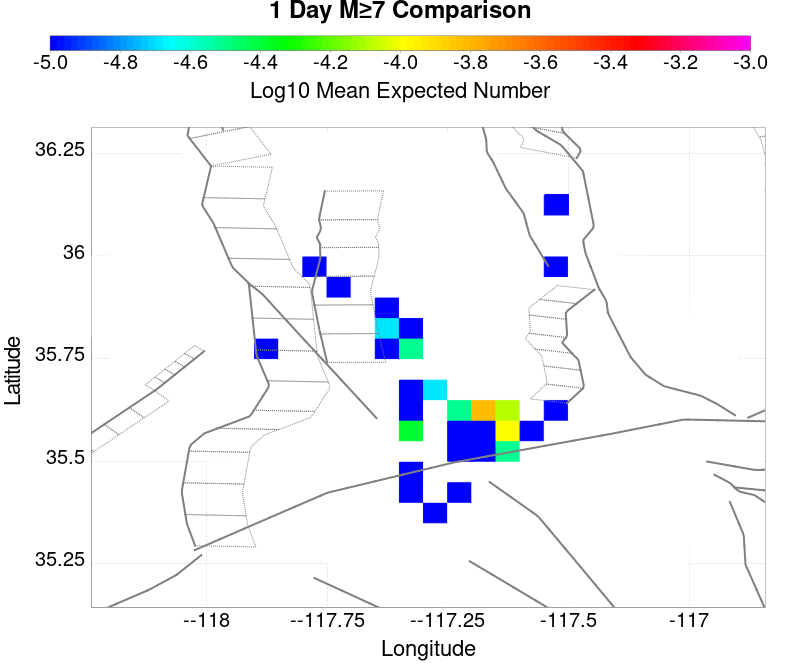 1 Day M≥7 Comparison
-5.0 -4.8 -4.6 -4.4 -4.2 -4.0 -3.8 -3.6 -3.4 -3.2 -3.0
Log10 Mean Expected Number
36.25
36
35.75
35.5
35.25
Latitude
--118 --117.75 --117.25 -117.5 -117
Longitude